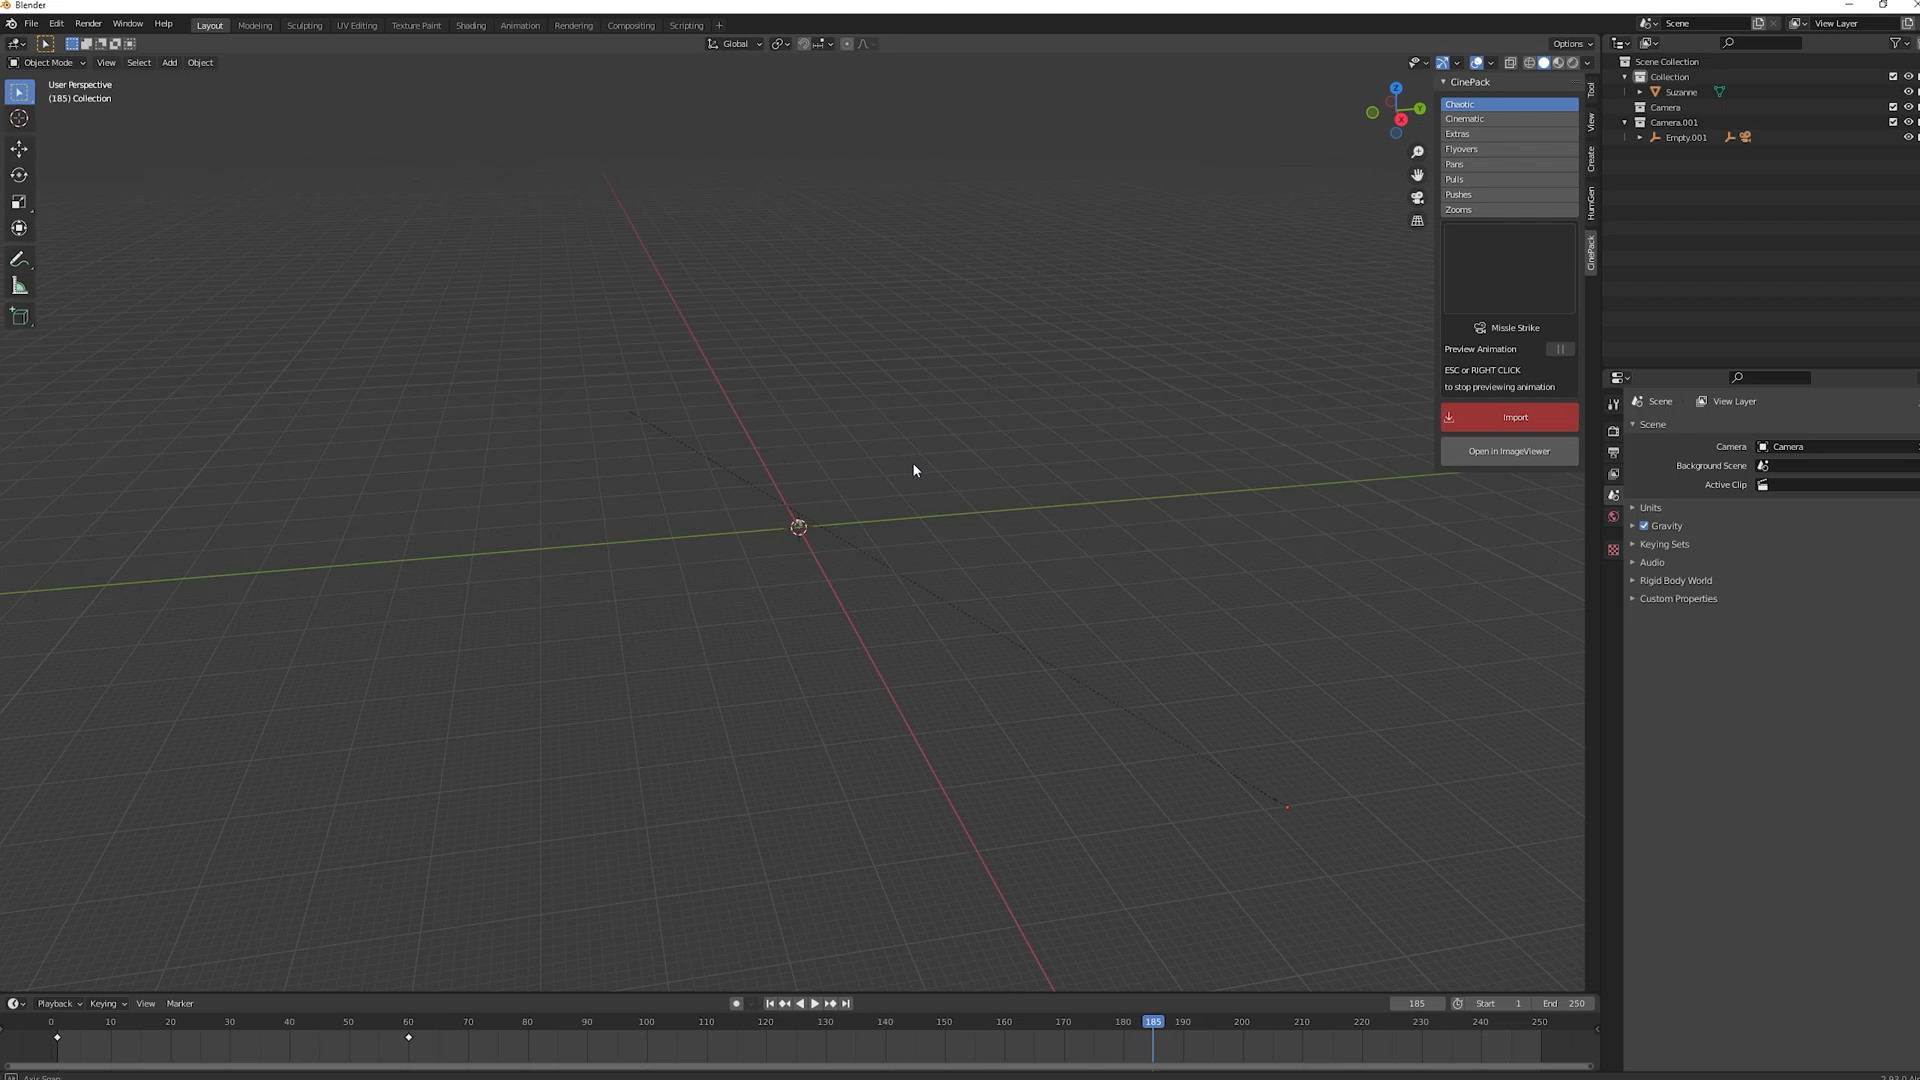 Blender
File Edit Render Window Help Layout Modeling Sculpting UV Editing Texture Paint Shading Animation Rendering Compositing Scripting + Scene View Layer
Global Options
Object Mode View Select Add Object
User Perspective
(185) Collection
Z
Y
X
CinePack
Chaotic
Cinematic
Extras
Flyovers
Pans
Pulls
Pushes
Zooms
Missle Strike
Preview Animation
ESC or RIGHT CLICK
to stop previewing animation
Import
Open in ImageViewer
Tool
View
Create
HumGen
CinePack
Scene Collection
Collection
Suzanne
Camera
Camera.001
Empty.001
Scene View Layer
Scene
Camera Camera
Background Scene
Active Clip
Units
Gravity
Keying Sets
Audio
Rigid Body World
Custom Properties
Playback Keying View Marker 185 Start 1 End 250
0 10 20 30 40 50 60 70 80 90 100 110 120 130 140 150 160 170 180 185 190 200 210 220 230 240 250